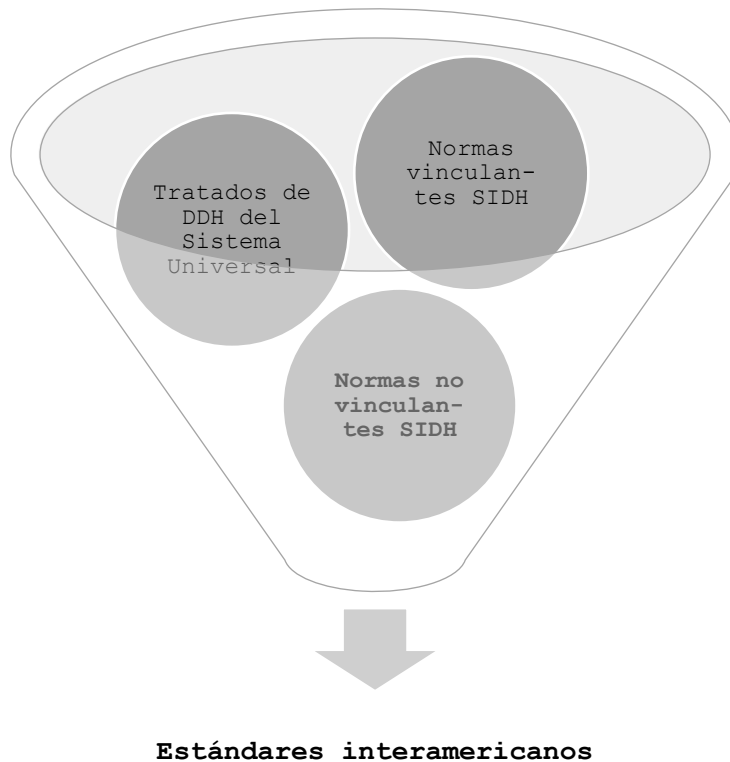 Normas
vinculan-
tes SIDH
Tratados de
DDH del
Sistema
Universal
Normas no
vinculan-
tes SIDH
Estándares interamericanos